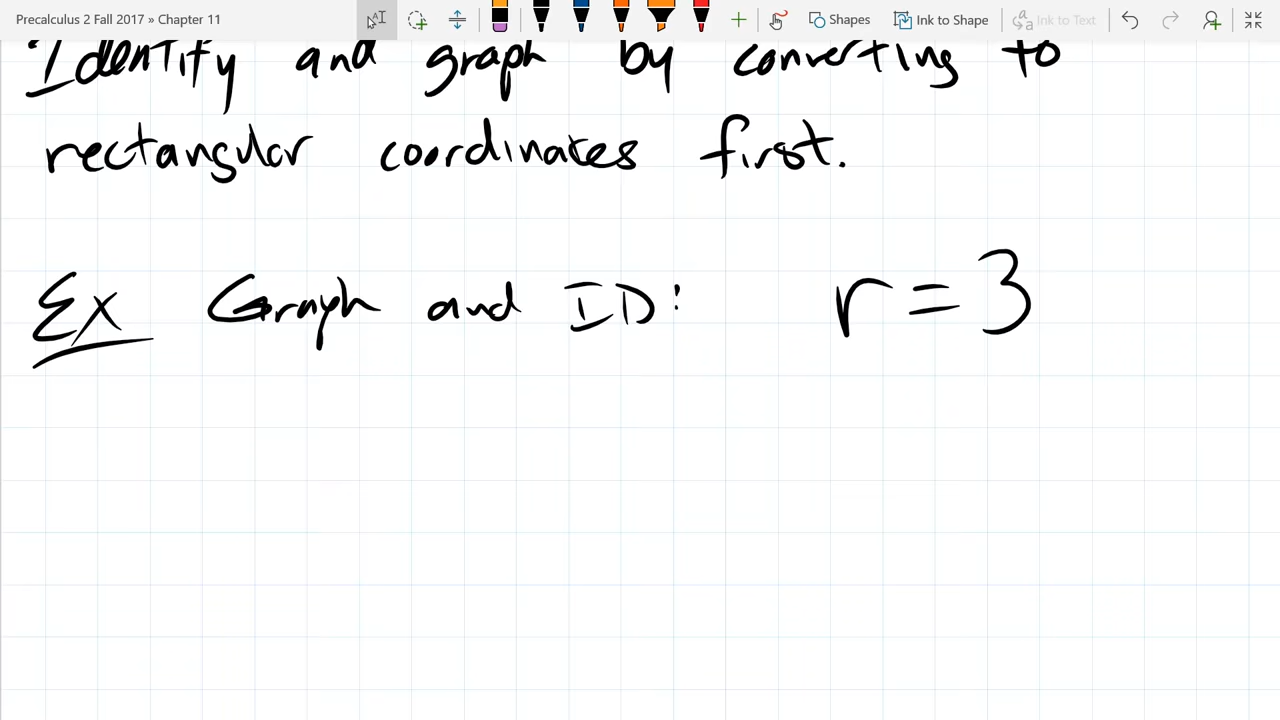 Precalculus 2 Fall 2017 » Chapter 11
Shapes
Ink to Shape
Ink to Text
Identify and graph by converting to
rectangular coordinates first.
Ex Graph and ID: r = 3